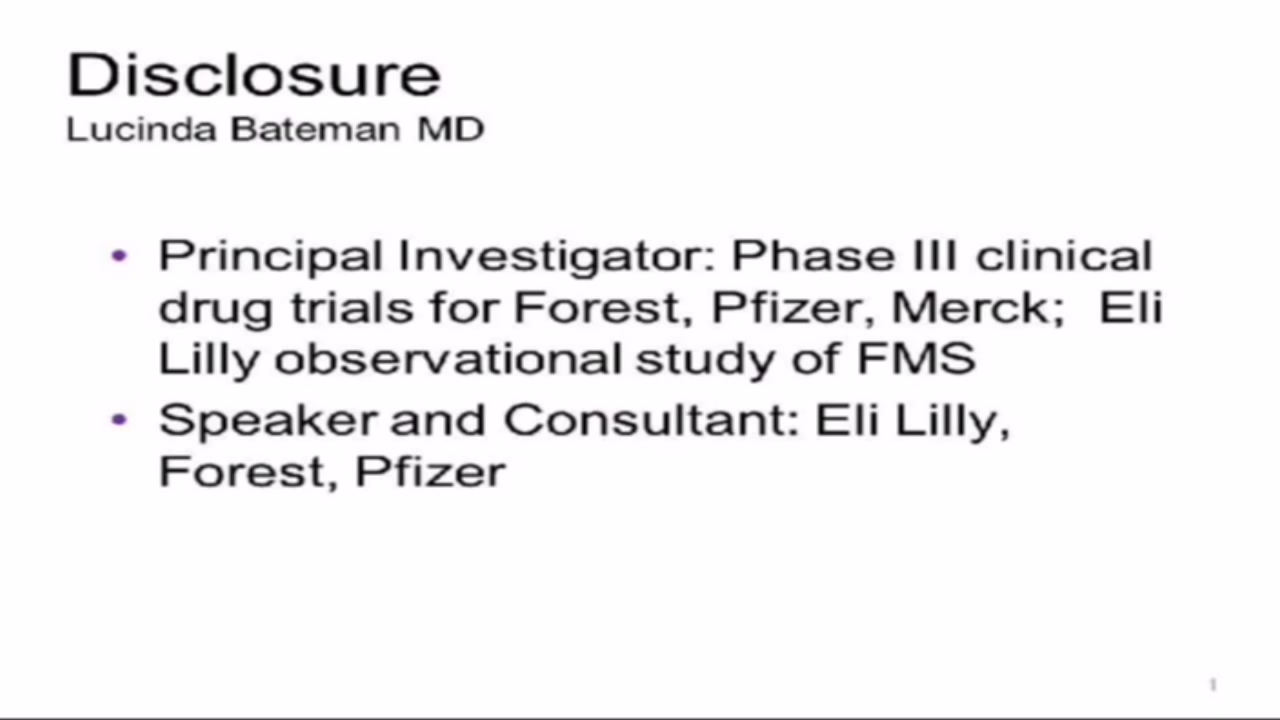 Disclosure
Lucinda Bateman MD
• Principal Investigator: Phase III clinical
drug trials for Forest, Pfizer, Merck; Eli
Lilly observational study of FMS
• Speaker and Consultant: Eli Lilly,
Forest, Pfizer
1